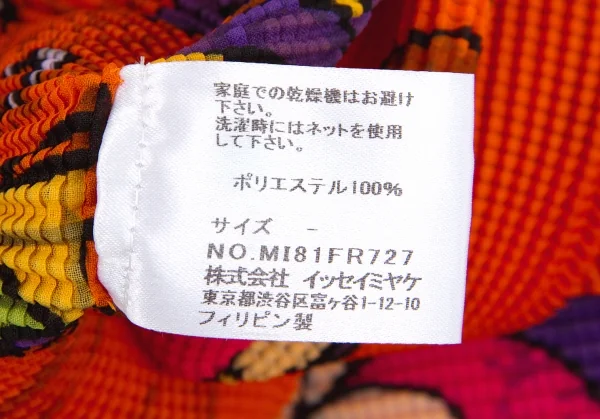 家庭での乾燥機はお避け
下さい。
洗濯時にはネットを使用
して下さい。
ポリエステル100%
サイズ -
NO.MI81FR727
株式会社 イッセイミヤケ
東京都渋谷区富ヶ谷1-12-10
フィリピン製